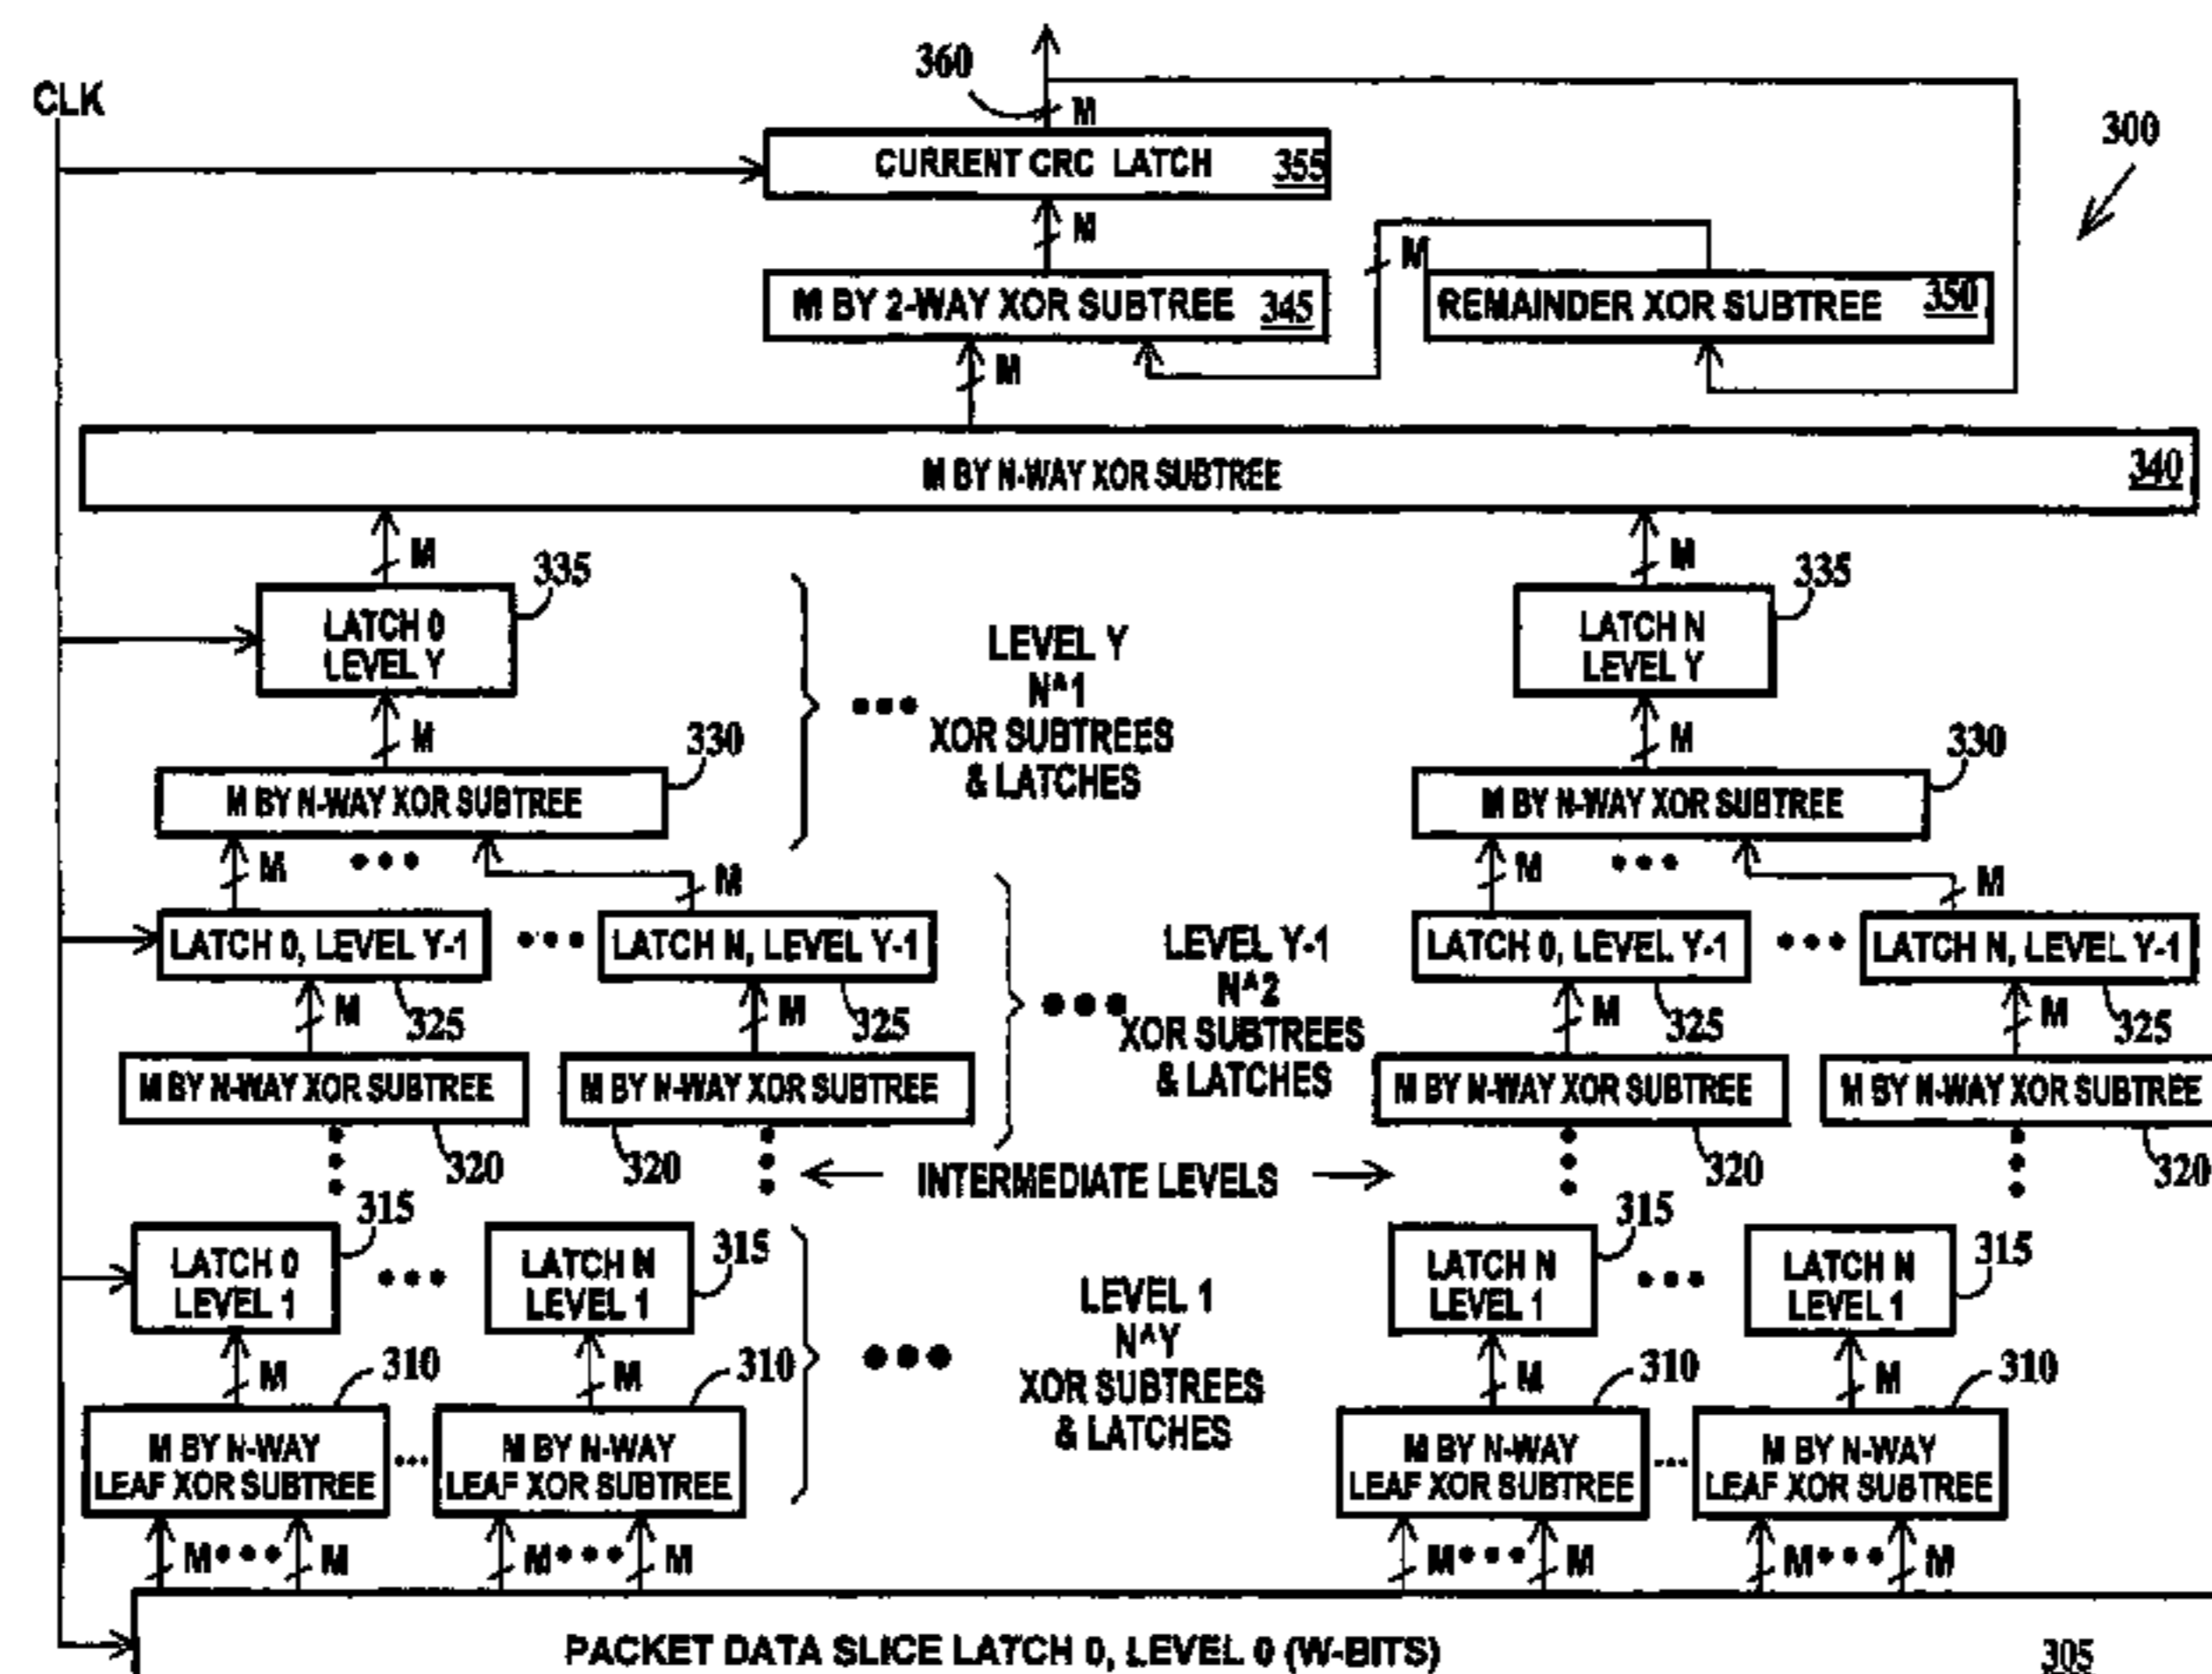 360
M
CLK
300
CURRENT CRC LATCH 355
M
M
M BY 2-WAY XOR SUBTREE 345
REMAINDER XOR SUBTREE 350
M
M BY N-WAY XOR SUBTREE 340
M
335
M
335
LATCH 0
LEVEL Y
LEVEL Y
N^1
XOR SUBTREES
& LATCHES
LATCH N
LEVEL Y
M
330
M
330
M BY N-WAY XOR SUBTREE
M BY N-WAY XOR SUBTREE
M
•••
M
M
•••
M
LATCH 0, LEVEL Y-1
•••
LATCH N, LEVEL Y-1
LEVEL Y-1
N^2
XOR SUBTREES
& LATCHES
LATCH 0, LEVEL Y-1
•••
LATCH N, LEVEL Y-1
M
325
M
325
M
325
M
325
M BY N-WAY XOR SUBTREE
M BY N-WAY XOR SUBTREE
M BY N-WAY XOR SUBTREE
M BY N-WAY XOR SUBTREE
320
320
INTERMEDIATE LEVELS
320
320
315
315
315
315
LATCH 0
LEVEL 1
•••
LATCH N
LEVEL 1
LEVEL 1
N^Y
XOR SUBTREES
& LATCHES
LATCH N
LEVEL 1
•••
LATCH N
LEVEL 1
M
310
M
310
M
310
M
310
M BY N-WAY
LEAF XOR SUBTREE
...
M BY N-WAY
LEAF XOR SUBTREE
M BY N-WAY
LEAF XOR SUBTREE
...
M BY N-WAY
LEAF XOR SUBTREE
M ••• M
M ••• M
M ••• M
M ••• M
PACKET DATA SLICE LATCH 0, LEVEL 0 (W-BITS) 305